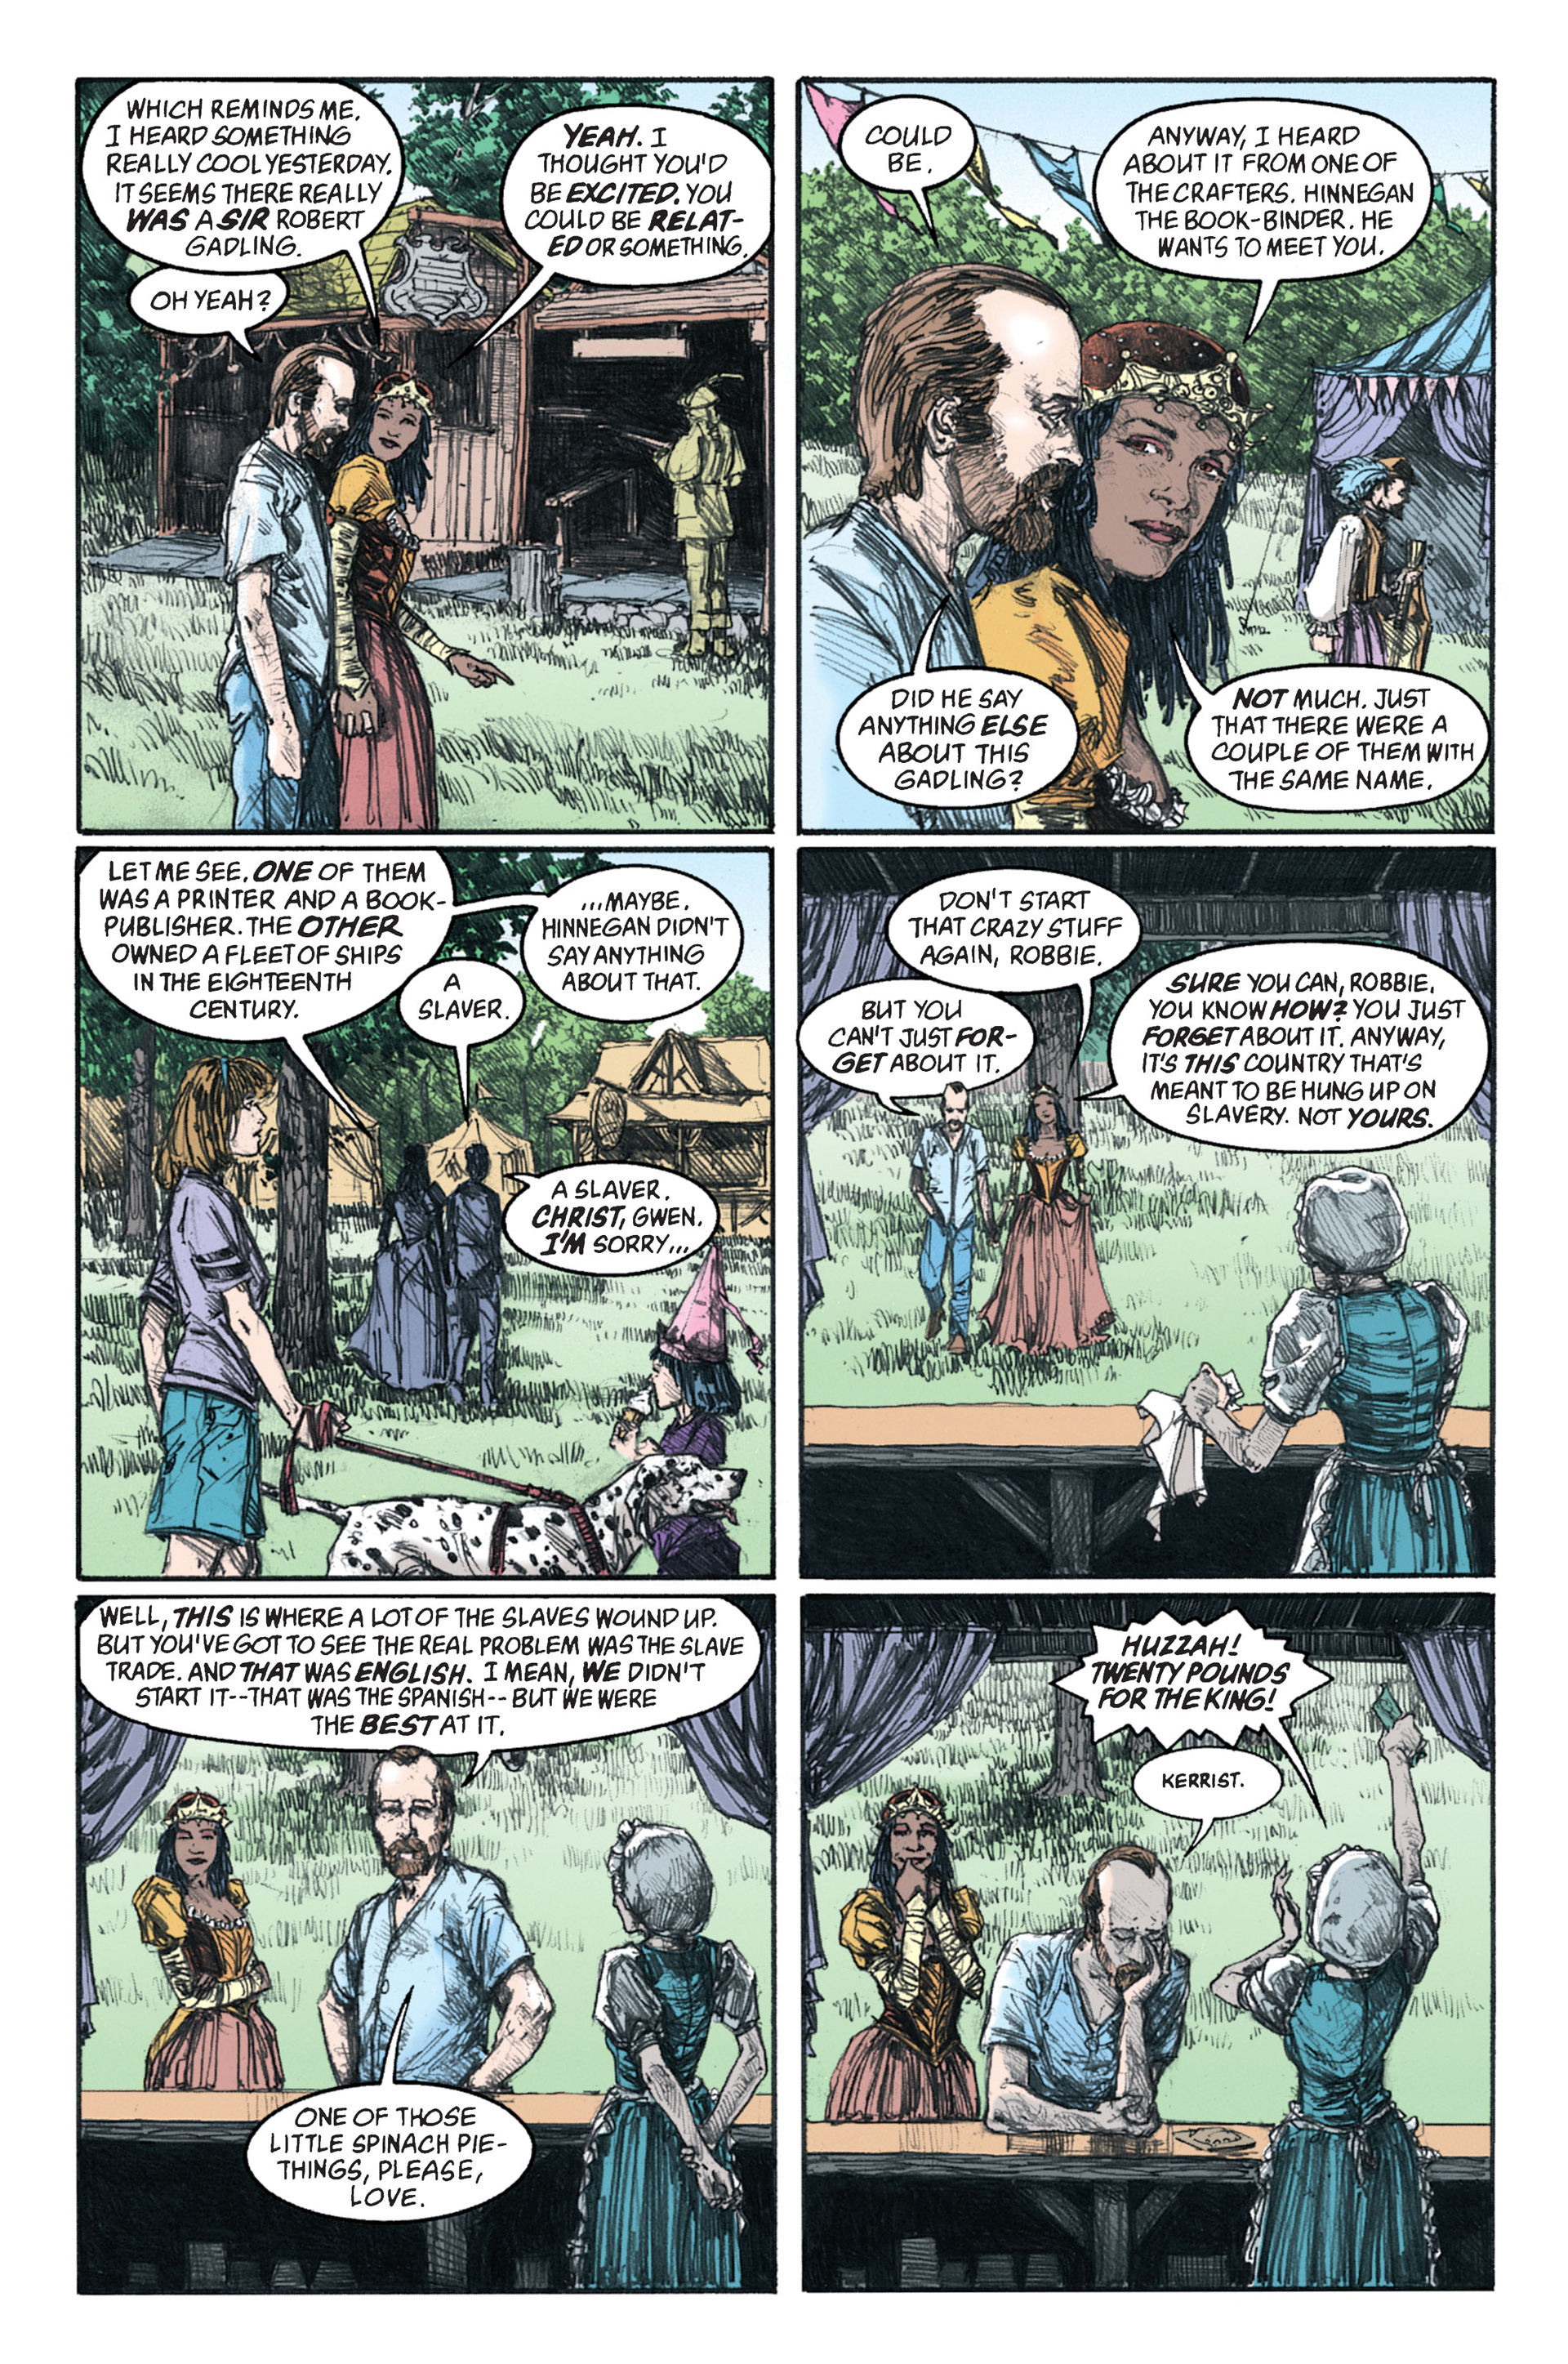 WHICH REMINDS ME.
I HEARD SOMETHING
REALLY COOL YESTERDAY.
IT SEEMS THERE REALLY
WAS A SIR ROBERT
GADLING.
OH YEAH?
YEAH. I
THOUGHT YOU'D
BE EXCITED. YOU
COULD BE RELAT-
ED OR SOMETHING.
COULD
BE.
ANYWAY, I HEARD
ABOUT IT FROM ONE OF
THE CRAFTERS. HINNEGAN
THE BOOK-BINDER. HE
WANTS TO MEET YOU.
DID HE SAY
ANYTHING ELSE
ABOUT THIS
GADLING?
NOT MUCH. JUST
THAT THERE WERE A
COUPLE OF THEM WITH
THE SAME NAME.
LET ME SEE. ONE OF THEM
WAS A PRINTER AND A BOOK-
PUBLISHER. THE OTHER
OWNED A FLEET OF SHIPS
IN THE EIGHTEENTH
CENTURY.
A
SLAVER.
...MAYBE.
HINNEGAN DIDN'T
SAY ANYTHING
ABOUT THAT.
A SLAVER.
CHRIST, GWEN.
I'M SORRY...
DON'T START
THAT CRAZY STUFF
AGAIN, ROBBIE.
BUT YOU
CAN'T JUST FOR-
GET ABOUT IT.
SURE YOU CAN, ROBBIE.
YOU KNOW HOW? YOU JUST
FORGET ABOUT IT. ANYWAY,
IT'S THIS COUNTRY THAT'S
MEANT TO BE HUNG UP ON
SLAVERY. NOT YOURS.
WELL, THIS IS WHERE A LOT OF THE SLAVES WOUND UP.
BUT YOU'VE GOT TO SEE THE REAL PROBLEM WAS THE SLAVE
TRADE. AND THAT WAS ENGLISH. I MEAN, WE DIDN'T
START IT--THAT WAS THE SPANISH--BUT WE WERE
THE BEST AT IT.
ONE OF THOSE
LITTLE SPINACH PIE-
THINGS, PLEASE,
LOVE.
HUZZAH!
TWENTY POUNDS
FOR THE KING!
KERRIST.